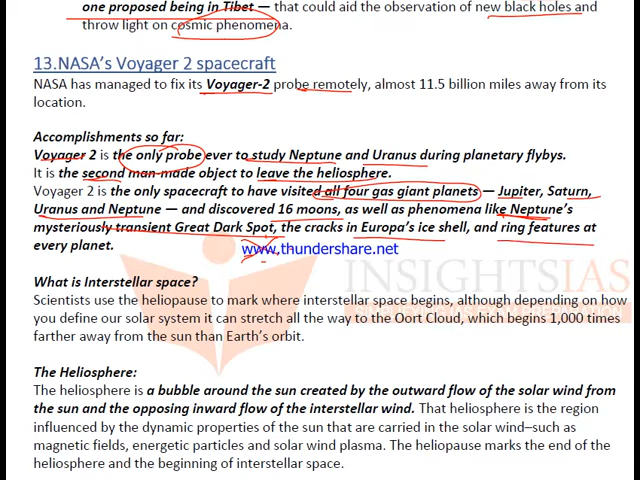 one proposed being in Tibet — that could aid the observation of new black holes and
throw light on cosmic phenomena.
13.NASA's Voyager 2 spacecraft
NASA has managed to fix its Voyager-2 probe remotely, almost 11.5 billion miles away from its
location.
Accomplishments so far:
Voyager 2 is the only probe ever to study Neptune and Uranus during planetary flybys.
It is the second man-made object to leave the heliosphere.
Voyager 2 is the only spacecraft to have visited all four gas giant planets — Jupiter, Saturn,
Uranus and Neptune — and discovered 16 moons, as well as phenomena like Neptune's
mysteriously transient Great Dark Spot, the cracks in Europa's ice shell, and ring features at
every planet.
www.thundershare.net
INSIGHTSIAS
What is Interstellar space?
Scientists use the heliopause to mark where interstellar space begins, although depending on how
you define our solar system it can stretch all the way to the Oort Cloud, which begins 1,000 times
farther away from the sun than Earth's orbit.
The Heliosphere:
The heliosphere is a bubble around the sun created by the outward flow of the solar wind from
the sun and the opposing inward flow of the interstellar wind. That heliosphere is the region
influenced by the dynamic properties of the sun that are carried in the solar wind–such as
magnetic fields, energetic particles and solar wind plasma. The heliopause marks the end of the
heliosphere and the beginning of interstellar space.